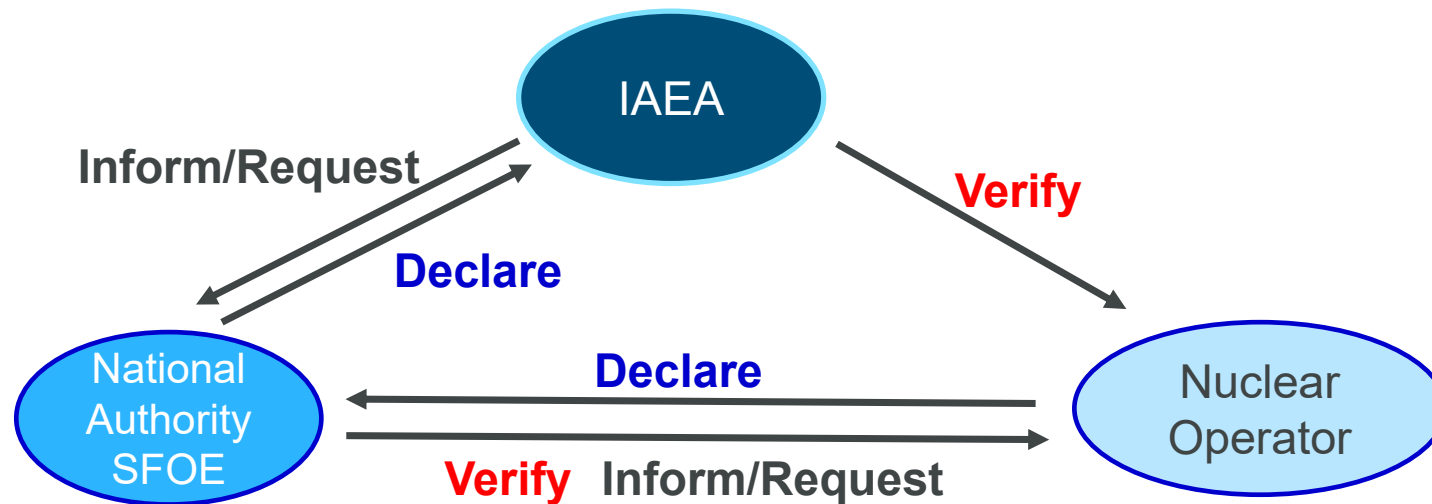 IAEA
Inform/Request
Verify
Declare
National
Authority
SFOE
Declare
Nuclear
Operator
Verify Inform/Request